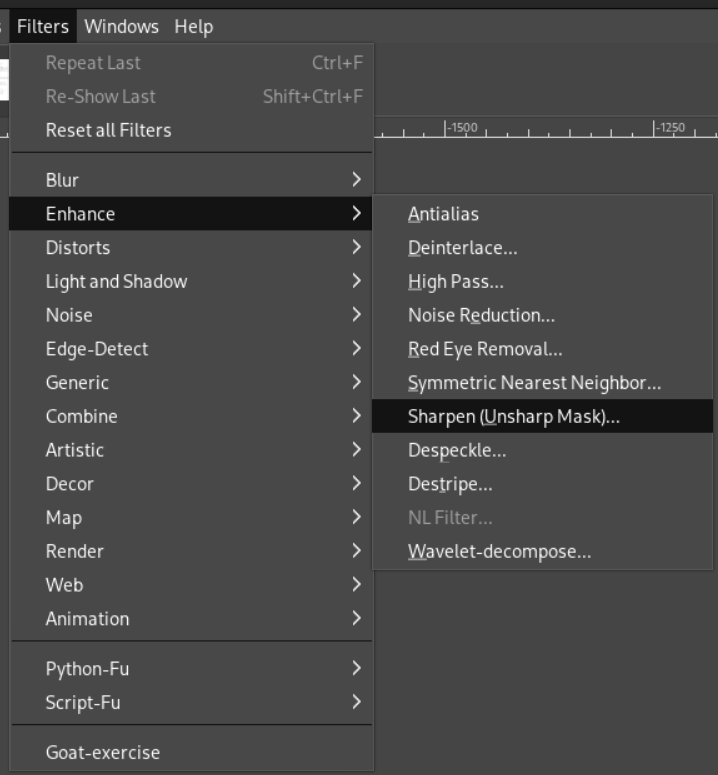 Filters Windows Help
Repeat Last Ctrl+F
Re-Show Last Shift+Ctrl+F
Reset all Filters
-1500 -1250
Blur
Enhance
Distorts
Light and Shadow
Noise
Edge-Detect
Generic
Combine
Artistic
Decor
Map
Render
Web
Animation
Python-Fu
Script-Fu
Goat-exercise
Antialias
Deinterlace...
High Pass...
Noise Reduction...
Red Eye Removal...
Symmetric Nearest Neighbor...
Sharpen (Unsharp Mask)...
Despeckle...
Destripe...
NL Filter...
Wavelet-decompose...